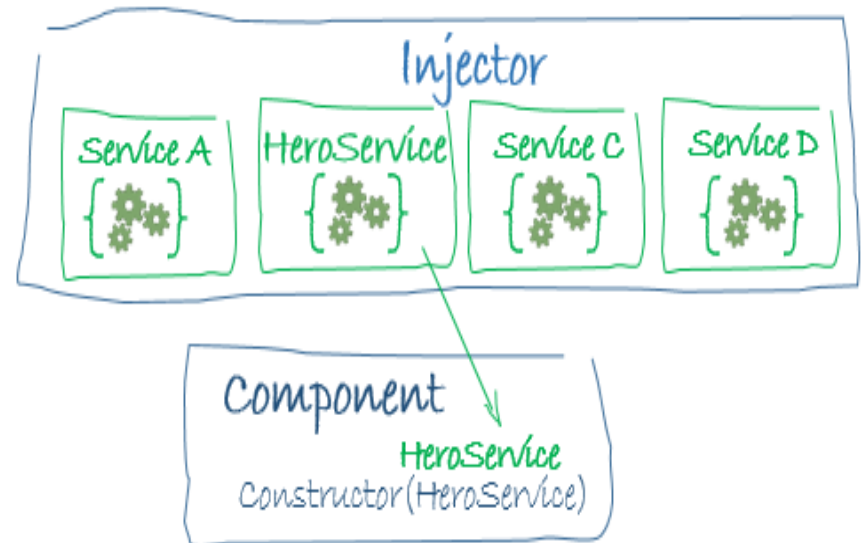 Injector
Service A
HeroService
Service C
Service D
Component
HeroService
Constructor(HeroService)